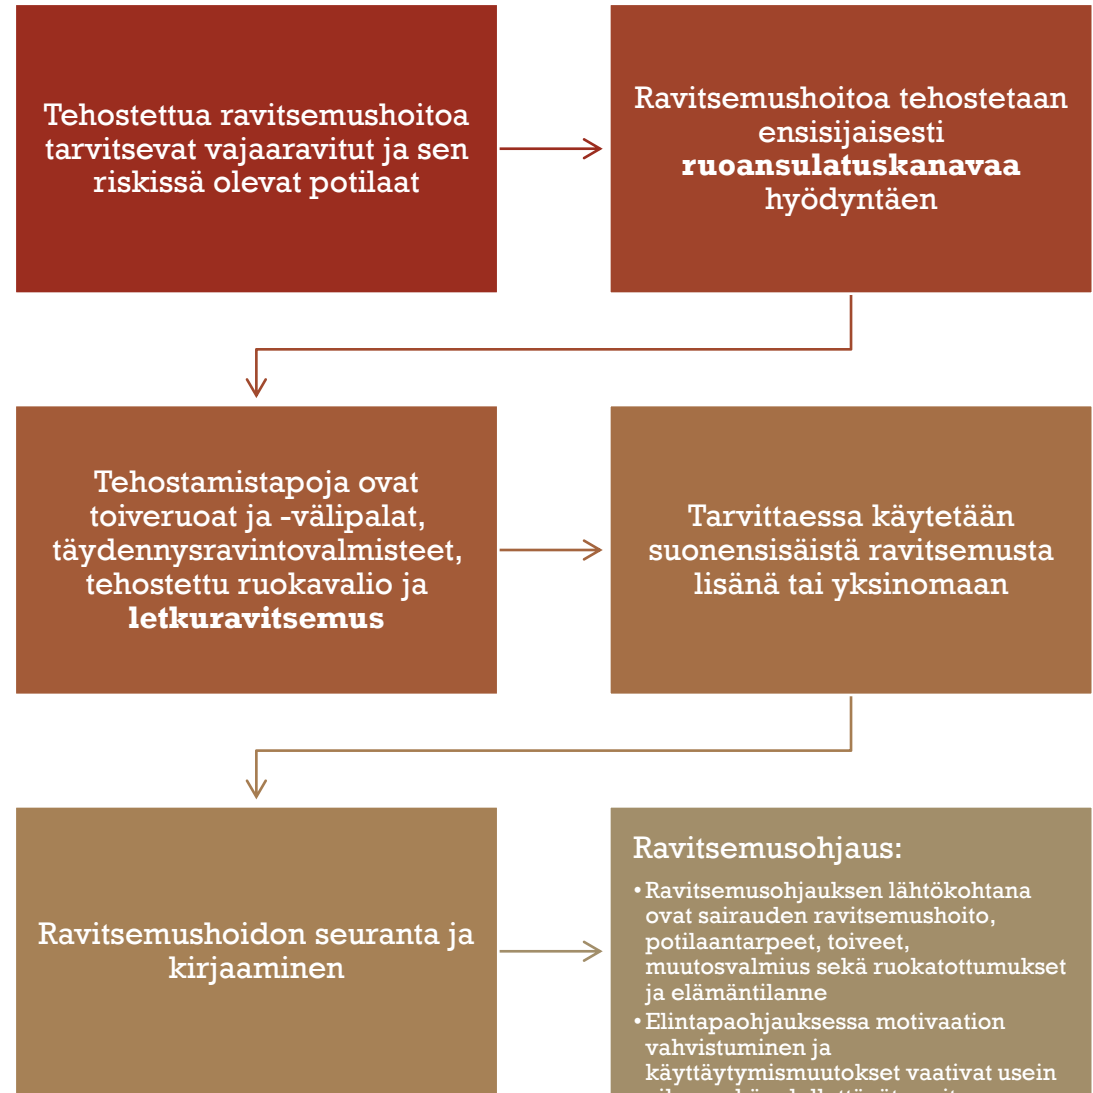 Tehostettua ravitsemushoitoa
tarvitsevat vajaaravitut ja sen
riskissä olevat potilaat
Ravitsemushoitoa tehostetaan
ensisijaisesti
ruoansulatuskanavaa
hyödyntäen
Tehostamistapoja ovat
toiveruoat ja -välipalat,
täydennysravintovalmisteet,
tehostettu ruokavalio ja
letkuravitsemus
Tarvittaessa käytetään
suonensisäistä ravitsemusta
lisänä tai yksinomaan
Ravitsemushoidon seuranta ja
kirjaaminen
Ravitsemusohjaus:
• Ravitsemusohjauksen lähtökohtana
ovat sairauden ravitsemushoito,
potilaantarpeet, toiveet,
muutosvalmius sekä ruokatottumukset
ja elämäntilanne
• Elintapaohjauksessa motivaation
vahvistuminen ja
käyttäytymismuutokset vaativat usein